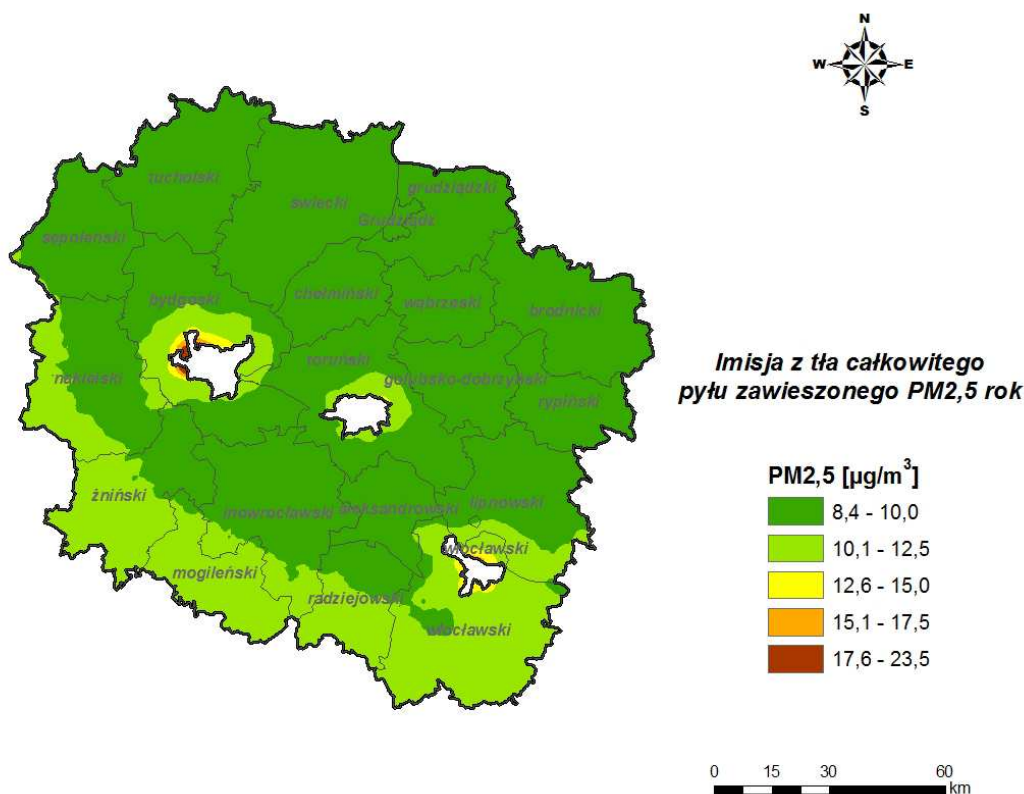 N
W E
S
tucholski
świecki
grudziądzki
Grudziądz
sępoleński
bydgoski
chełmiński
wąbrzeski
brodnicki
toruński
nakielski
golubsko-dobrzyński
rypiński
żniński
inowrocławski
aleksandrowski
lipnowski
włocławski
mogileński
radziejowski
włocławski
Imisja z tła całkowitego
pyłu zawieszonego PM2,5 rok
PM2,5 [µg/m³]
8,4 - 10,0
10,1 - 12,5
12,6 - 15,0
15,1 - 17,5
17,6 - 23,5
0 15 30 60
km